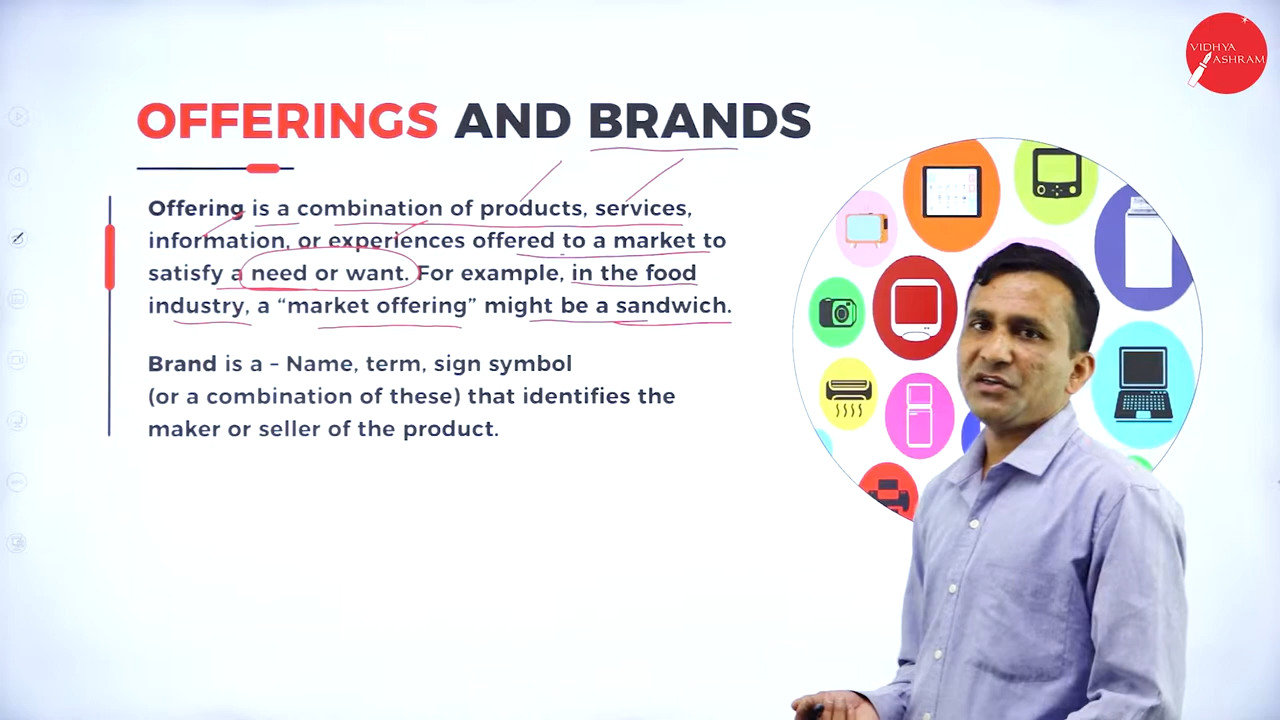 VIDHYA
ASHRAM
OFFERINGS AND BRANDS
Offering is a combination of products, services,
information, or experiences offered to a market to
satisfy a need or want. For example, in the food
industry, a “market offering” might be a sandwich.
Brand is a – Name, term, sign symbol
(or a combination of these) that identifies the
maker or seller of the product.